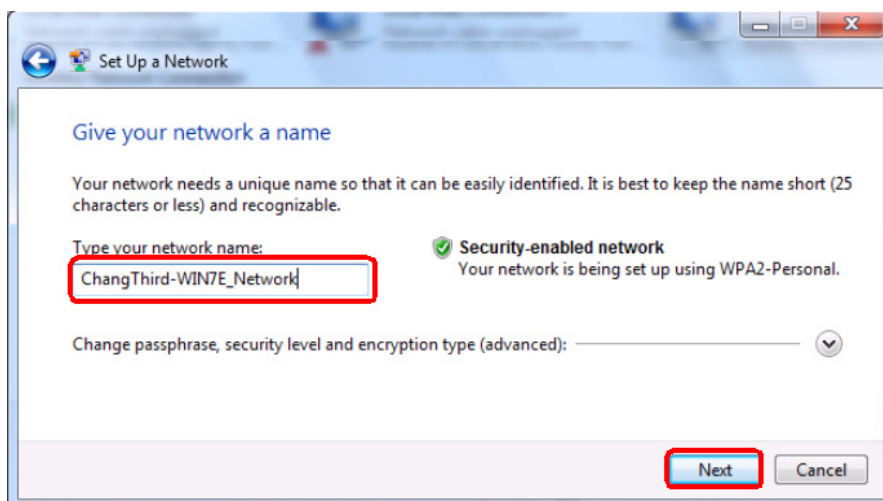 Set Up a Network
Give your network a name
Your network needs a unique name so that it can be easily identified. It is best to keep the name short (25
characters or less) and recognizable.
Type your network name:
ChangThird-WIN7E_Network
Security-enabled network
Your network is being set up using WPA2-Personal.
Change passphrase, security level and encryption type (advanced):
Next
Cancel